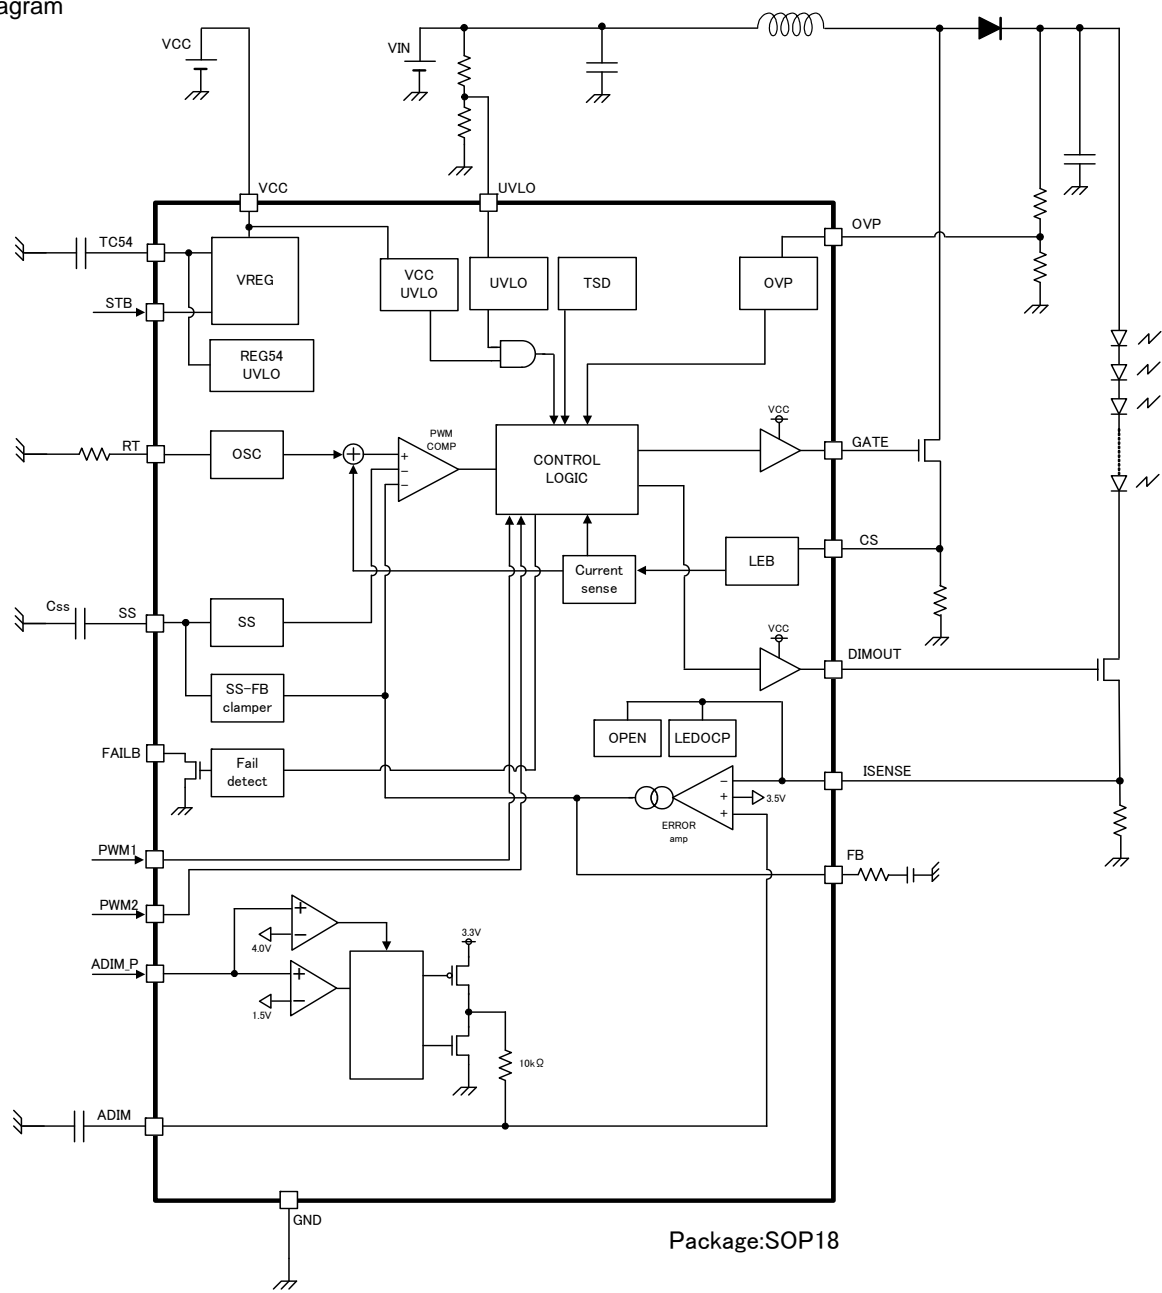 agram
VCC
VIN
VCC
UVLO
TC54
OVP
VREG
VCC
UVLO
UVLO
TSD
OVP
STB
REG54
UVLO
VCC
RT
OSC
PWM
COMP
+
−
−
CONTROL
LOGIC
GATE
CS
LEB
Current
sense
Css
SS
SS
VCC
DIMOUT
SS-FB
clamper
OPEN
LEDOCP
FAILB
Fail
detect
ISENSE
−
+
+
3.5V
ERROR
amp
PWM1
FB
PWM2
+
−
4.0V
3.3V
ADIM_P
+
−
1.5V
10kΩ
ADIM
GND
Package:SOP18